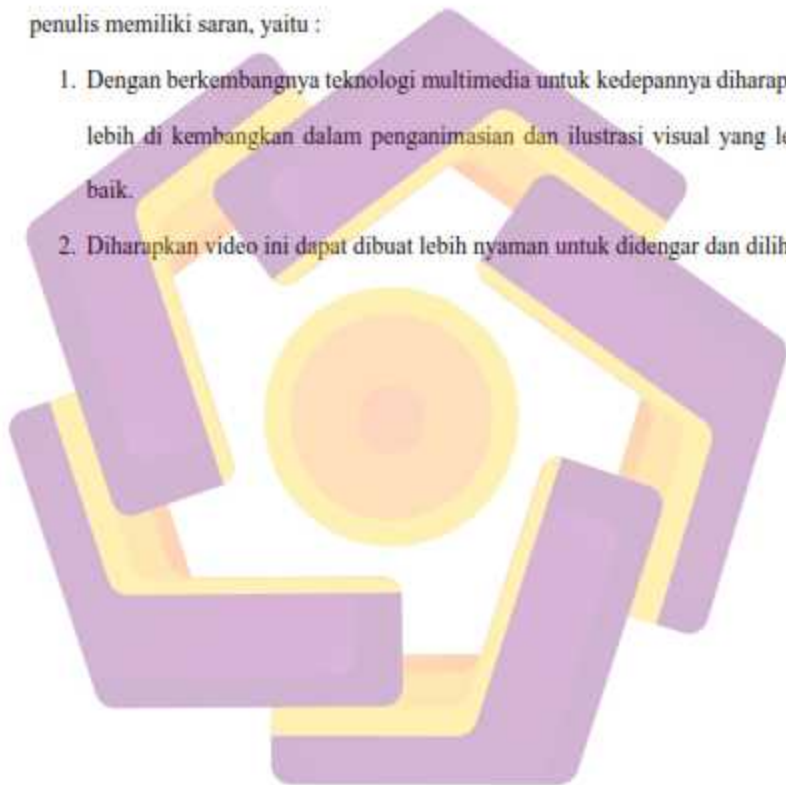 penulis memiliki saran, yaitu :
1. Dengan berkembangnya teknologi multimedia untuk kedepannya diharap
lebih di kembangkan dalam penganimasian dan ilustrasi visual yang le
baik.
2. Diharapkan video ini dapat dibuat lebih nyaman untuk didengar dan dilih